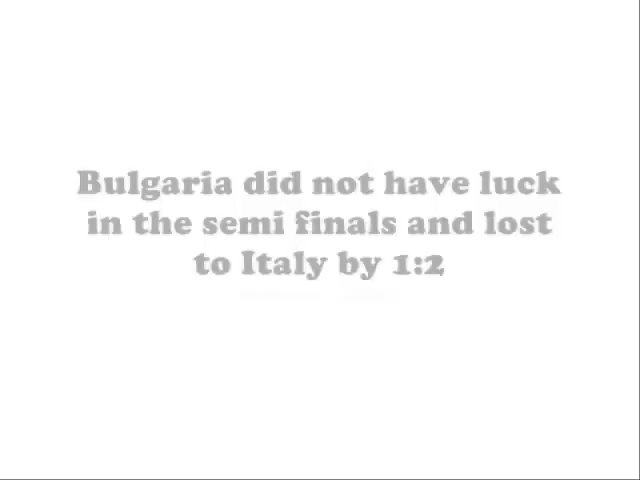 Bulgaria did not have luck
in the semi finals and lost
to Italy by 1:2